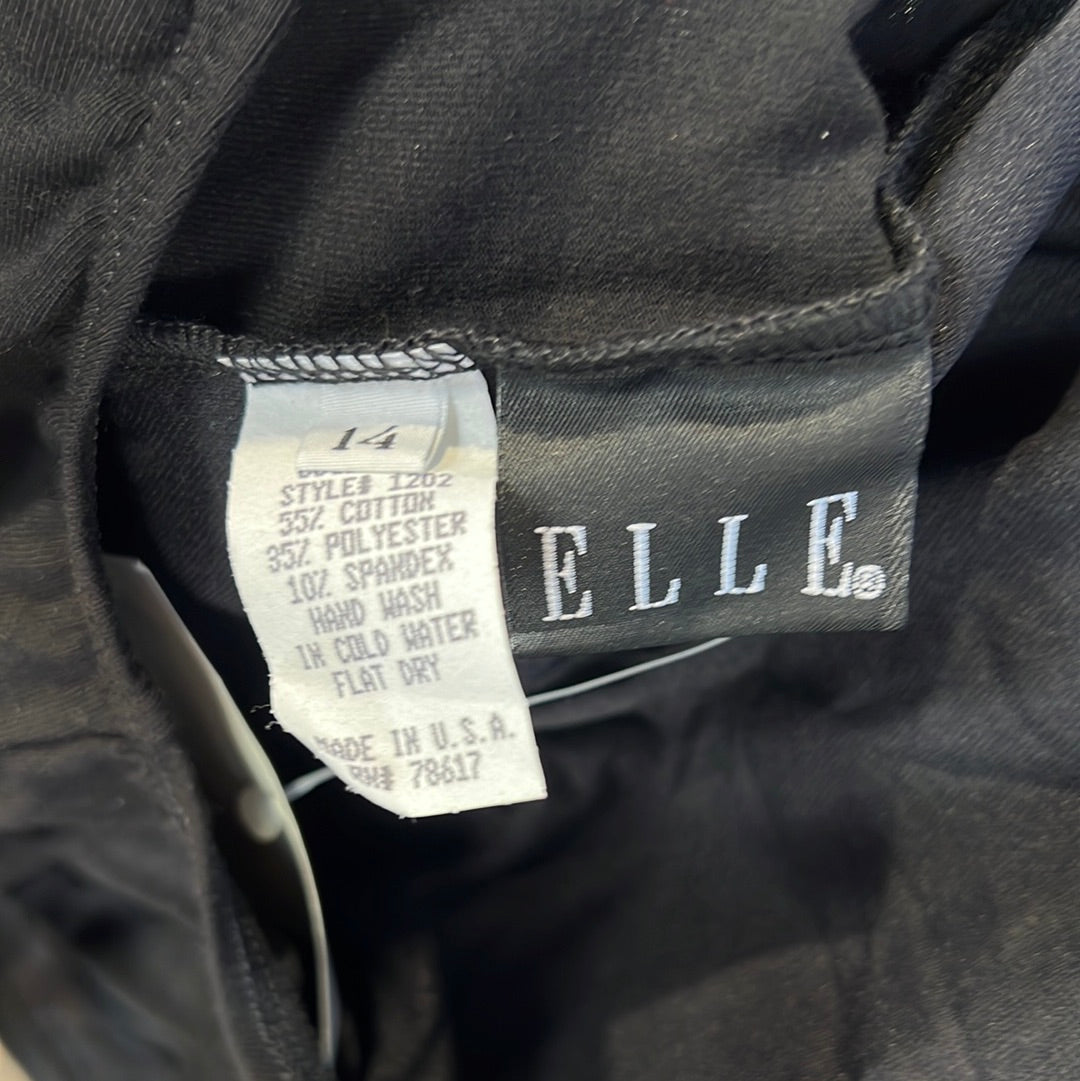 14
STYLE# 1202
55% COTTON
35% POLYESTER
10% SPANDEX
HAND WASH
IN COLD WATER
FLAT DRY
MADE IN U.S.A.
RN# 78617
ELLE®